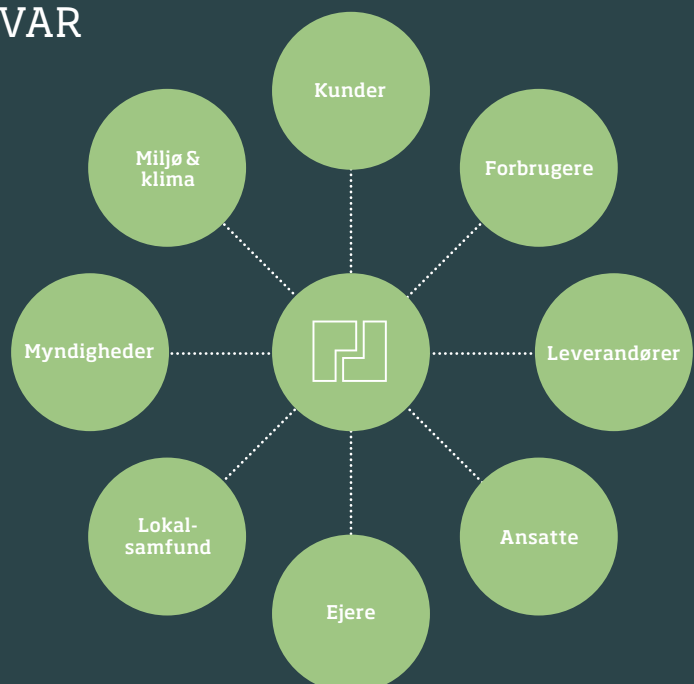 VAR
Kunder
Miljø &
klima
Forbrugere
Myndigheder
Leverandører
Lokal-
samfund
Ansatte
Ejere